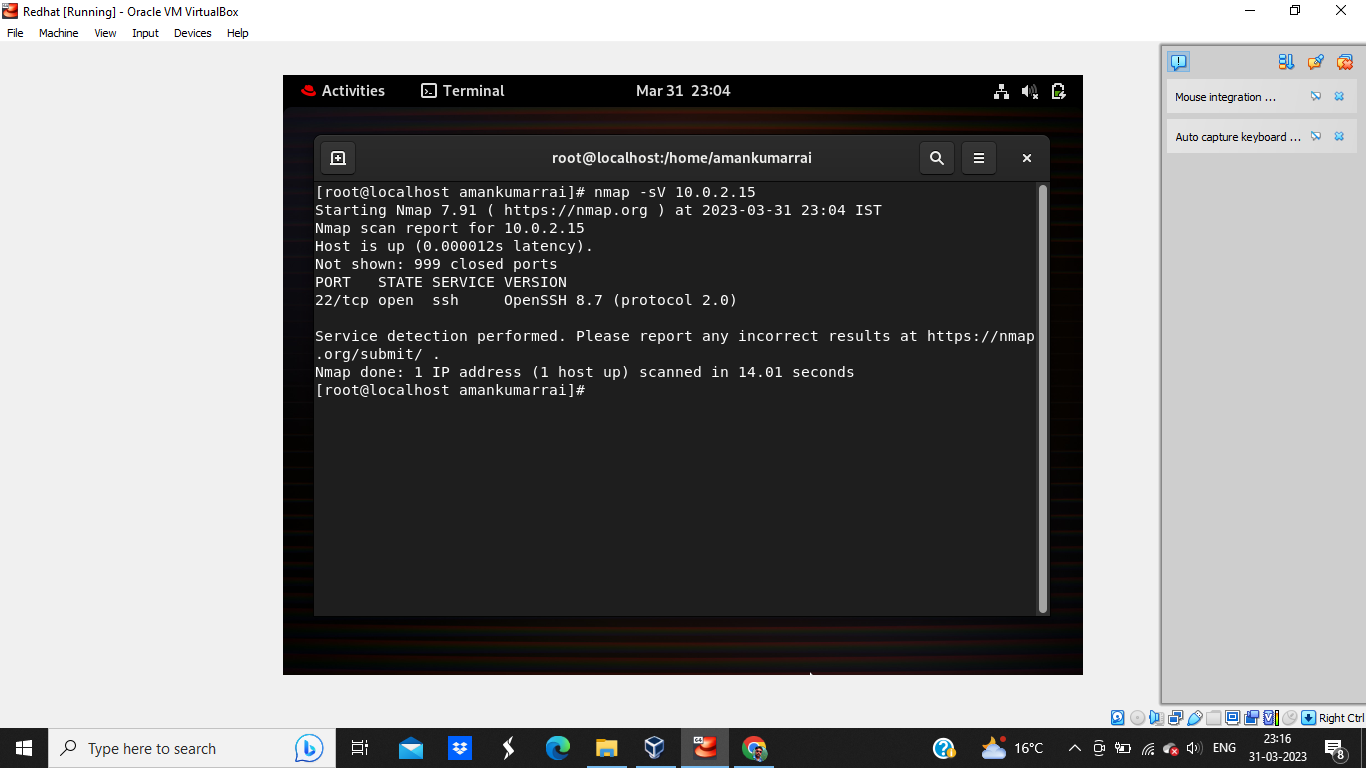 Redhat [Running] - Oracle VM VirtualBox
File Machine View Input Devices Help
Activities Terminal Mar 31 23:04
root@localhost:/home/amankumarrai
[root@localhost amankumarrai]# nmap -sV 10.0.2.15
Starting Nmap 7.91 ( https://nmap.org ) at 2023-03-31 23:04 IST
Nmap scan report for 10.0.2.15
Host is up (0.000012s latency).
Not shown: 999 closed ports
PORT   STATE SERVICE VERSION
22/tcp open  ssh     OpenSSH 8.7 (protocol 2.0)
Service detection performed. Please report any incorrect results at https://nmap
.org/submit/ .
Nmap done: 1 IP address (1 host up) scanned in 14.01 seconds
[root@localhost amankumarrai]#
Mouse integration ...
Auto capture keyboard ...
Right Ctrl
Type here to search
16°C
ENG
23:16
31-03-2023
8